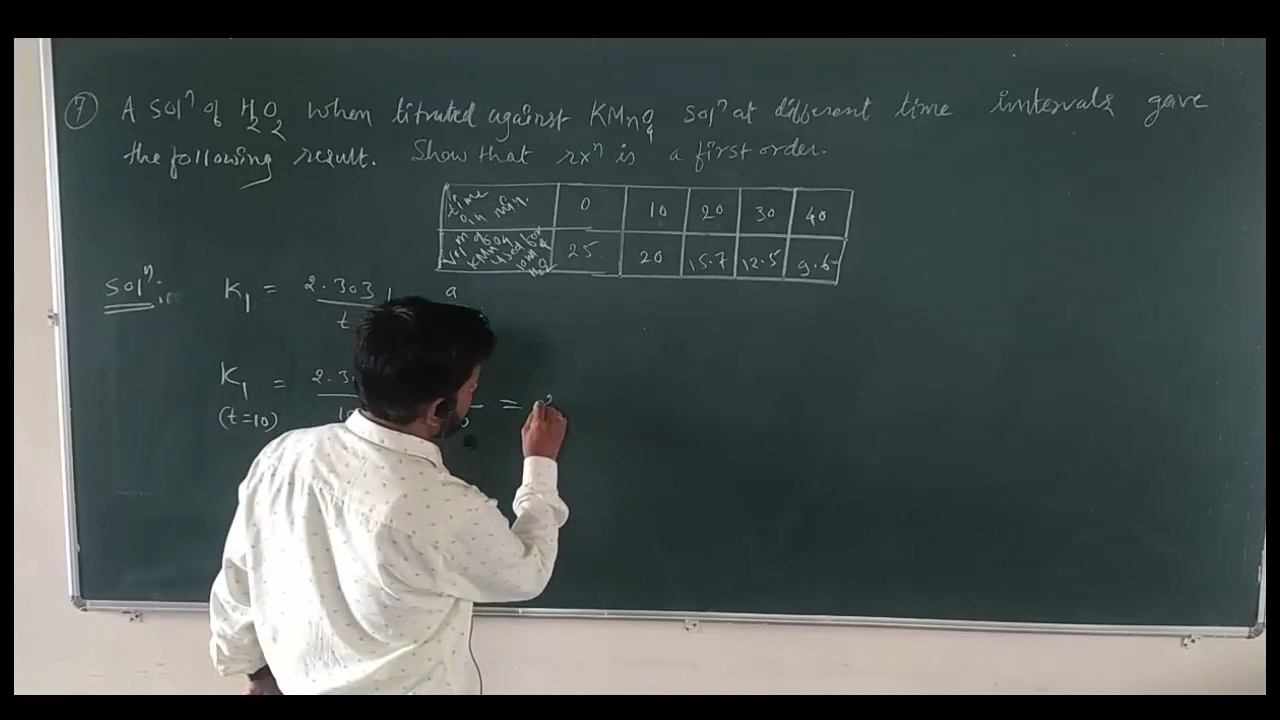 ⑦ A solⁿ of H₂O₂ when titrated against KMnO₄ solⁿ at different time intervals gave
the following result. Show that rxⁿ is a first order.
time in min. 0 10 20 30 40
Volᵐ of KMnO₄ used for 10ml H₂O₂ 25 20 15.7 12.5 9.6
Solⁿ:
K₁ = 2.303 / t a
K₁ = 2.3
(t=10)
=